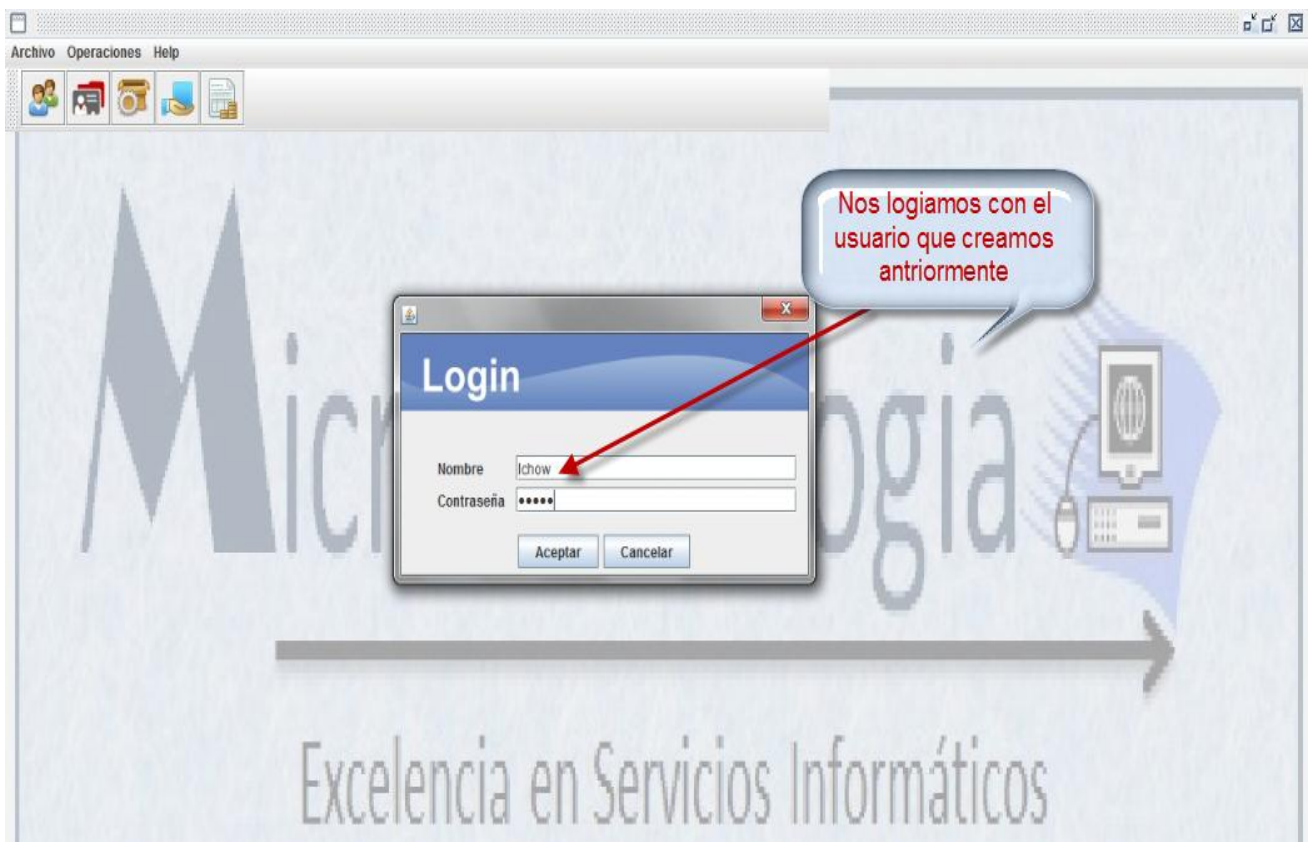 Archivo Operaciones Help
Nos logiamos con el
usuario que creamos
antriormente
Login
Nombre lchow
Contraseña •••••
Aceptar Cancelar
Excelencia en Servicios Informáticos